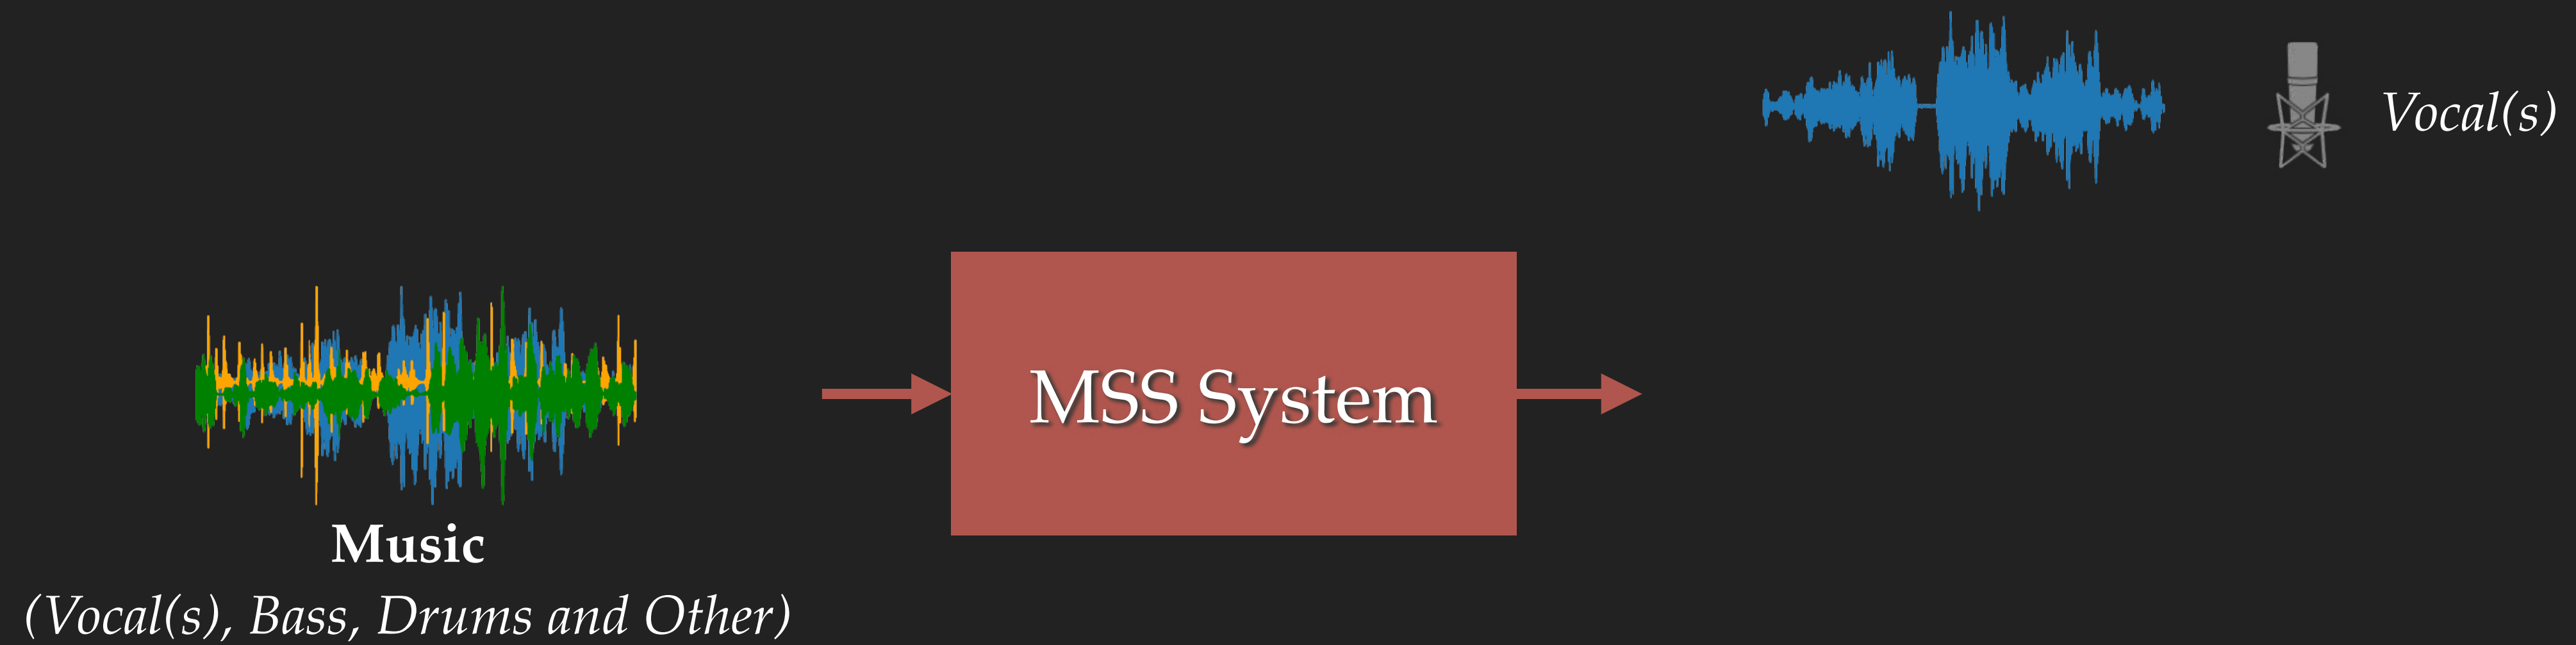 Vocal(s)
MSS System
Music
(Vocal(s), Bass, Drums and Other)